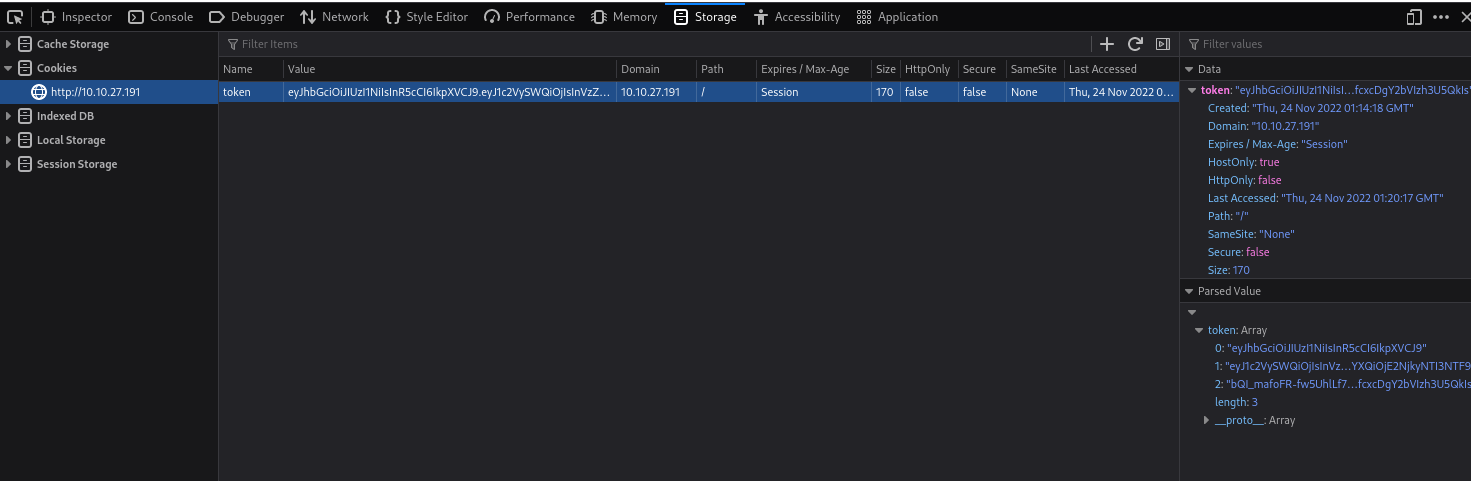 Inspector Console Debugger Network Style Editor Performance Memory Storage Accessibility Application
Cache Storage
Cookies
http://10.10.27.191
Indexed DB
Local Storage
Session Storage
Filter Items
Name Value Domain Path Expires / Max-Age Size HttpOnly Secure SameSite Last Accessed
token eyJhbGciOiJIUzI1NiIsInR5cCI6IkpXVCJ9.eyJ1c2VySWQiOjIsInVzZ... 10.10.27.191 / Session 170 false false None Thu, 24 Nov 2022 0...
Filter values
Data
token: "eyJhbGciOiJIUzI1NiIsI...fcxcDgY2bVIzh3U5QkIs"
Created: "Thu, 24 Nov 2022 01:14:18 GMT"
Domain: "10.10.27.191"
Expires / Max-Age: "Session"
HostOnly: true
HttpOnly: false
Last Accessed: "Thu, 24 Nov 2022 01:20:17 GMT"
Path: "/"
SameSite: "None"
Secure: false
Size: 170
Parsed Value
token: Array
0: "eyJhbGciOiJIUzI1NiIsInR5cCI6IkpXVCJ9"
1: "eyJ1c2VySWQiOjIsInVz...YXQiOjE2NjkyNTI3NTF9
2: "bQI_mafoFR-fw5UhlLf7...fcxcDgY2bVIzh3U5QkIs
length: 3
__proto__: Array